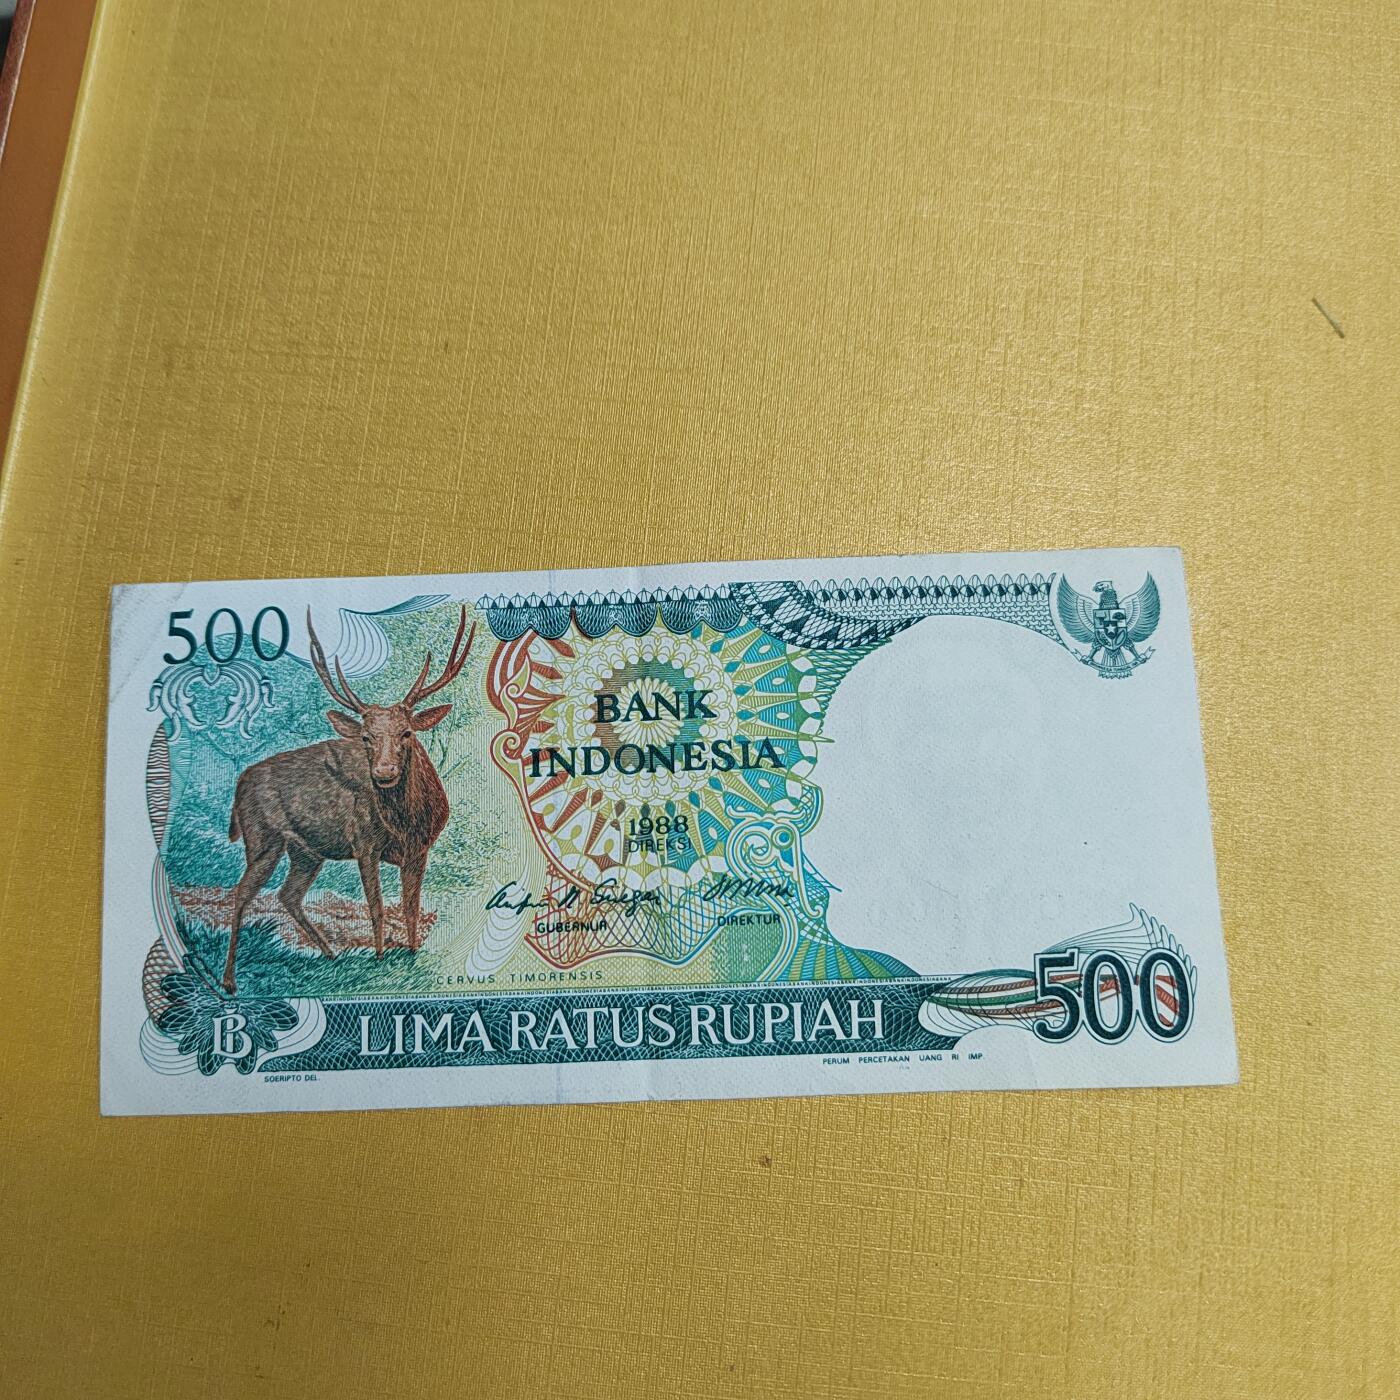 500
BANK
INDONESIA
1988
DIREKSI
GUBERNUR
DIREKTUR
CERVUS TIMORENSIS
BI
LIMA RATUS RUPIAH
500
SOERIPTO DEL.
PERUM PERCETAKAN UANG RI IMP.